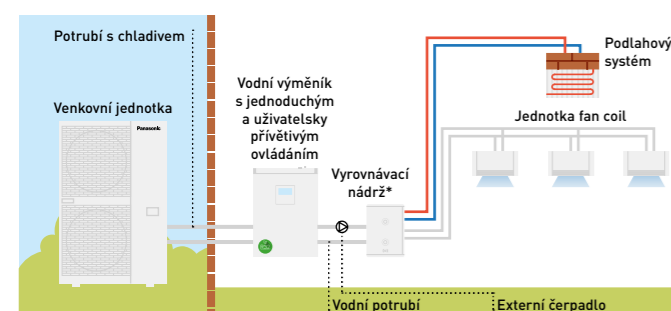 Potrubí s chladivem
Venkovní jednotka
Panasonic
Vodní výměník
s jednoduchým
a uživatelsky
přívětivým
ovládáním
Vyrovnávací
nádrž*
Podlahový
systém
Jednotka fan coil
Vodní potrubí
Externí čerpadlo